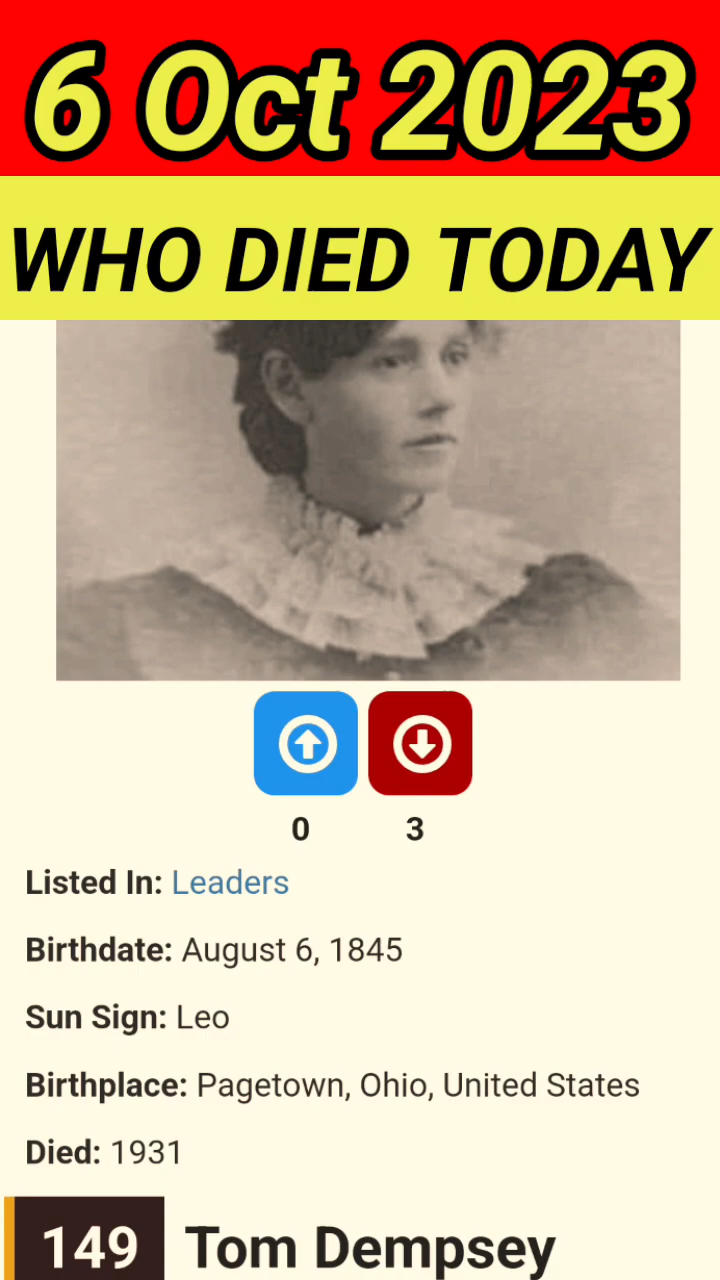 6 Oct 2023
WHO DIED TODAY
0 3
Listed In: Leaders
Birthdate: August 6, 1845
Sun Sign: Leo
Birthplace: Pagetown, Ohio, United States
Died: 1931
149 Tom Dempsey